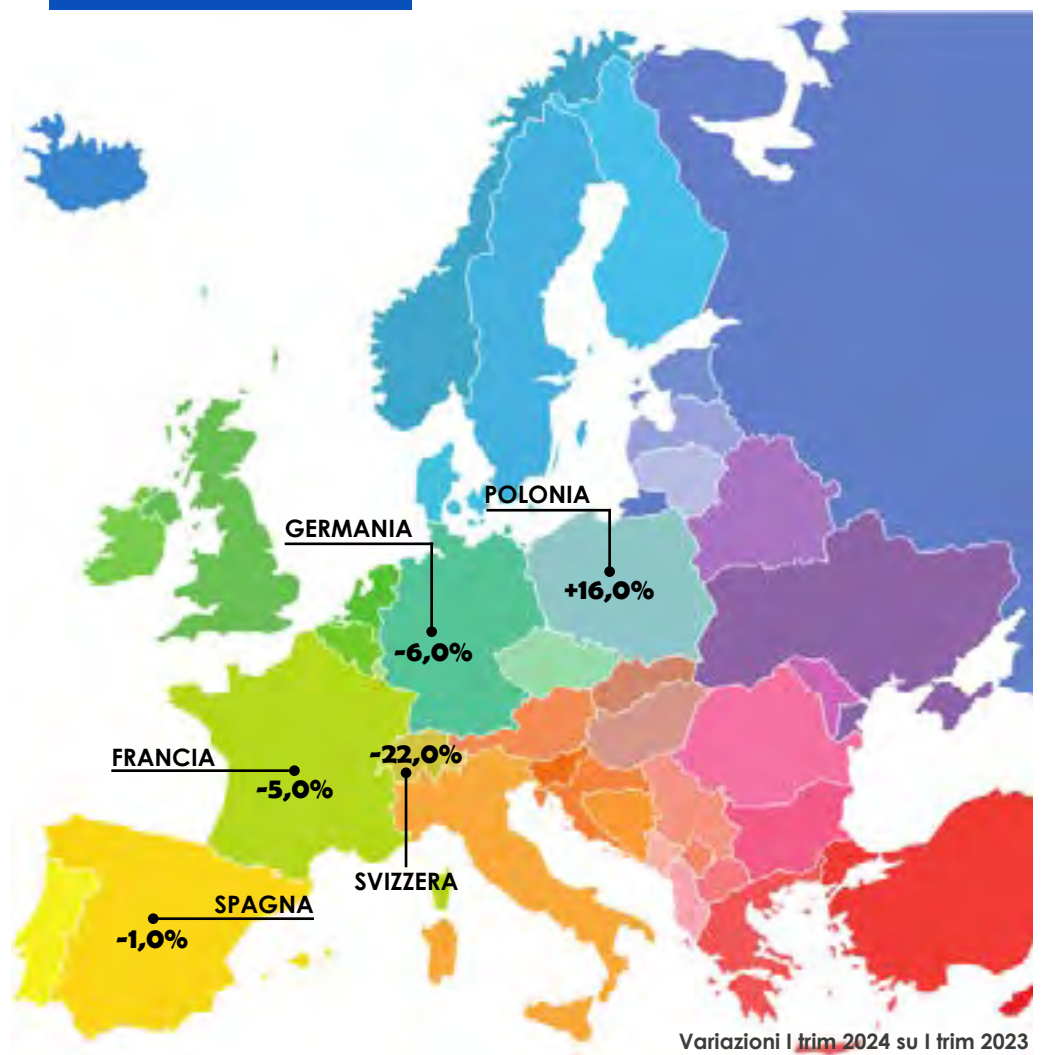 POLONIA
GERMANIA
+16,0%
-6,0%
-22,0%
FRANCIA
-5,0%
SVIZZERA
SPAGNA
-1,0%
Variazioni I trim 2024 su I trim 2023